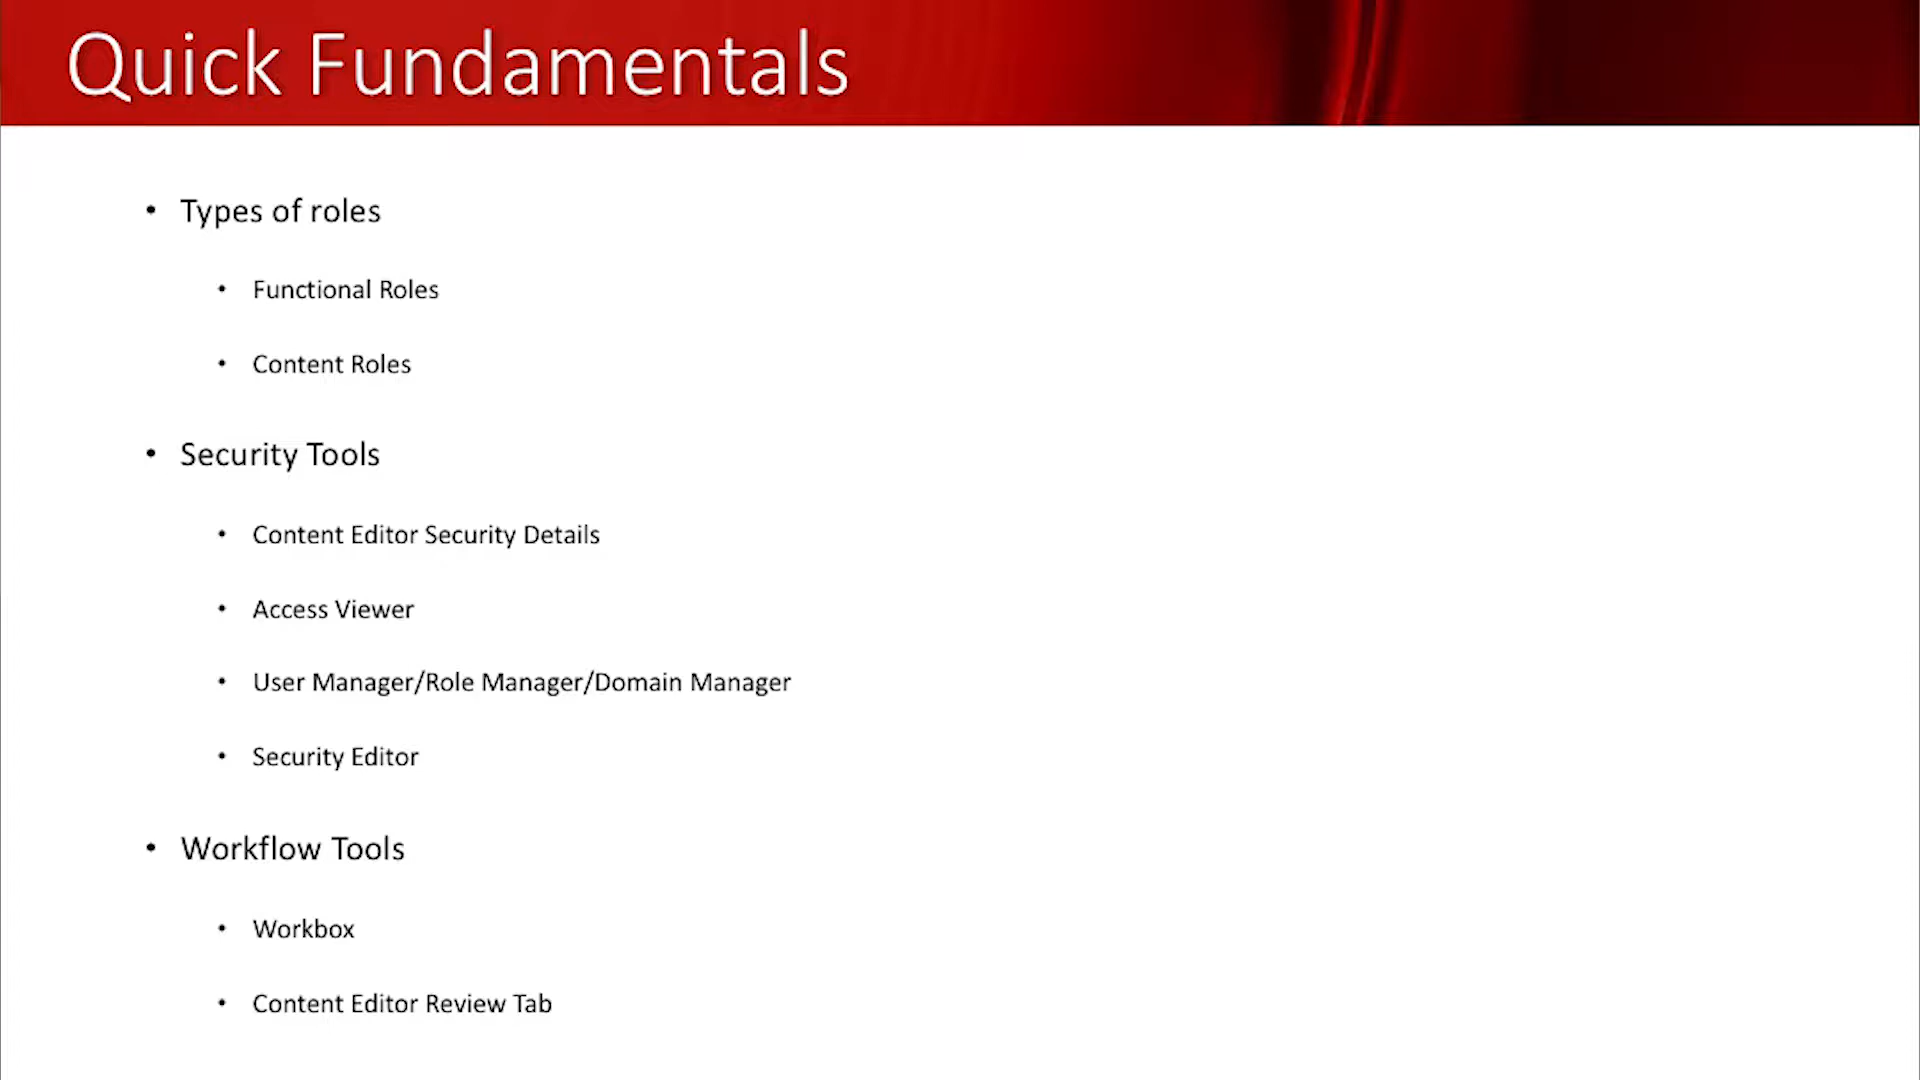 Quick Fundamentals
• Types of roles
• Functional Roles
• Content Roles
• Security Tools
• Content Editor Security Details
• Access Viewer
• User Manager/Role Manager/Domain Manager
• Security Editor
• Workflow Tools
• Workbox
• Content Editor Review Tab